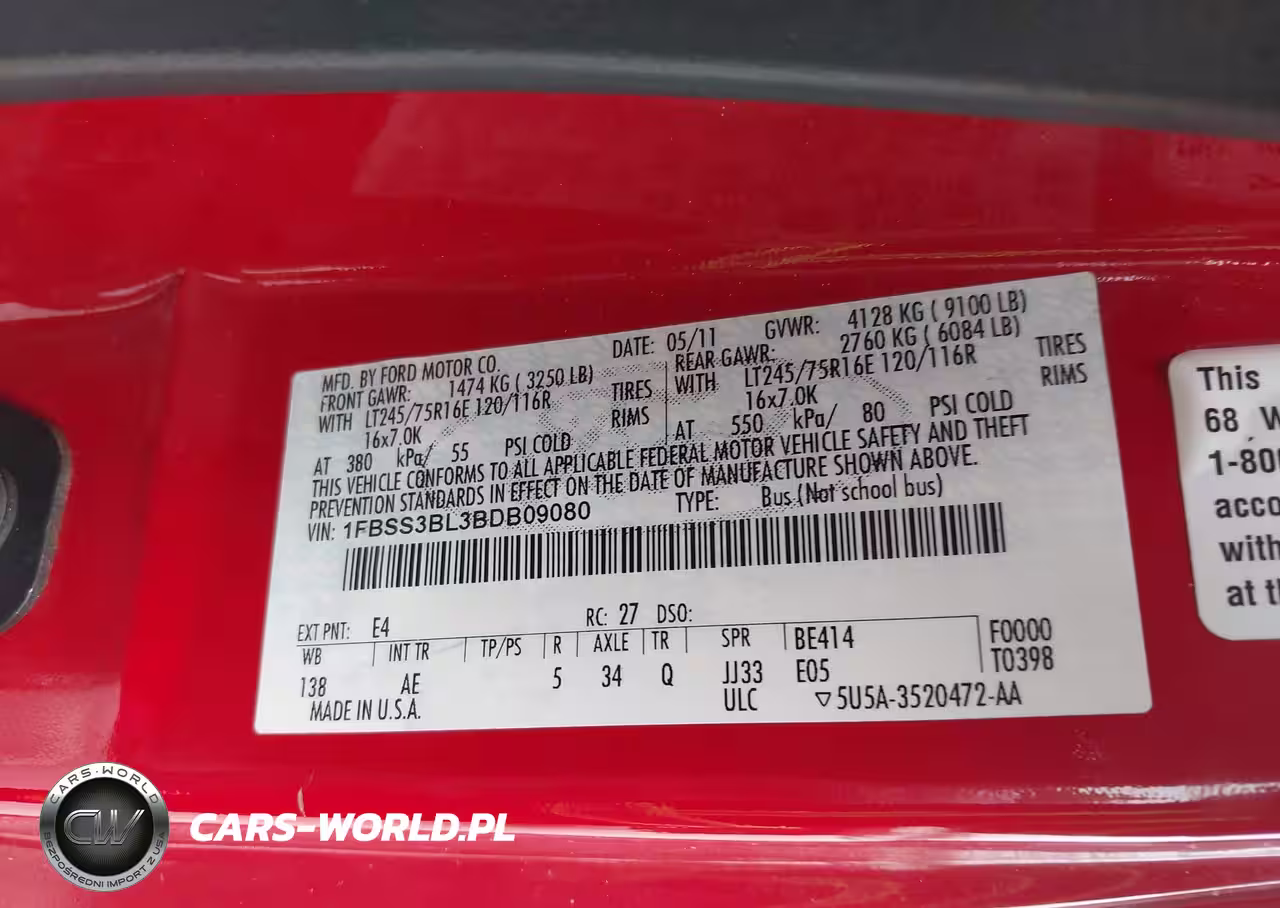 MFD. BY FORD MOTOR CO. DATE: 05/11 GVWR: 4128 KG ( 9100 LB)
FRONT GAWR: 1474 KG ( 3250 LB) REAR GAWR: 2760 KG ( 6084 LB)
WITH LT245/75R16E 120/116R TIRES WITH LT245/75R16E 120/116R TIRES
16x7.0K RIMS 16x7.0K RIMS
AT 380 kPa/ 55 PSI COLD AT 550 kPa/ 80 PSI COLD
THIS VEHICLE CONFORMS TO ALL APPLICABLE FEDERAL MOTOR VEHICLE SAFETY AND THEFT
PREVENTION STANDARDS IN EFFECT ON THE DATE OF MANUFACTURE SHOWN ABOVE.
VIN: 1FBSS3BL3BDB09080 TYPE: Bus (Not school bus)
EXT PNT: E4 RC: 27 DSO:
WB INT TR TP/PS R AXLE TR SPR BE414 F0000
138 AE 5 34 Q JJ33 E05 T0398
MADE IN U.S.A. ULC ▽5U5A-3520472-AA
This
68 W
1-80
acco
with
at t
CARS-WORLD
CW
BEZPOŚREDNI IMPORT Z USA
CARS-WORLD.PL